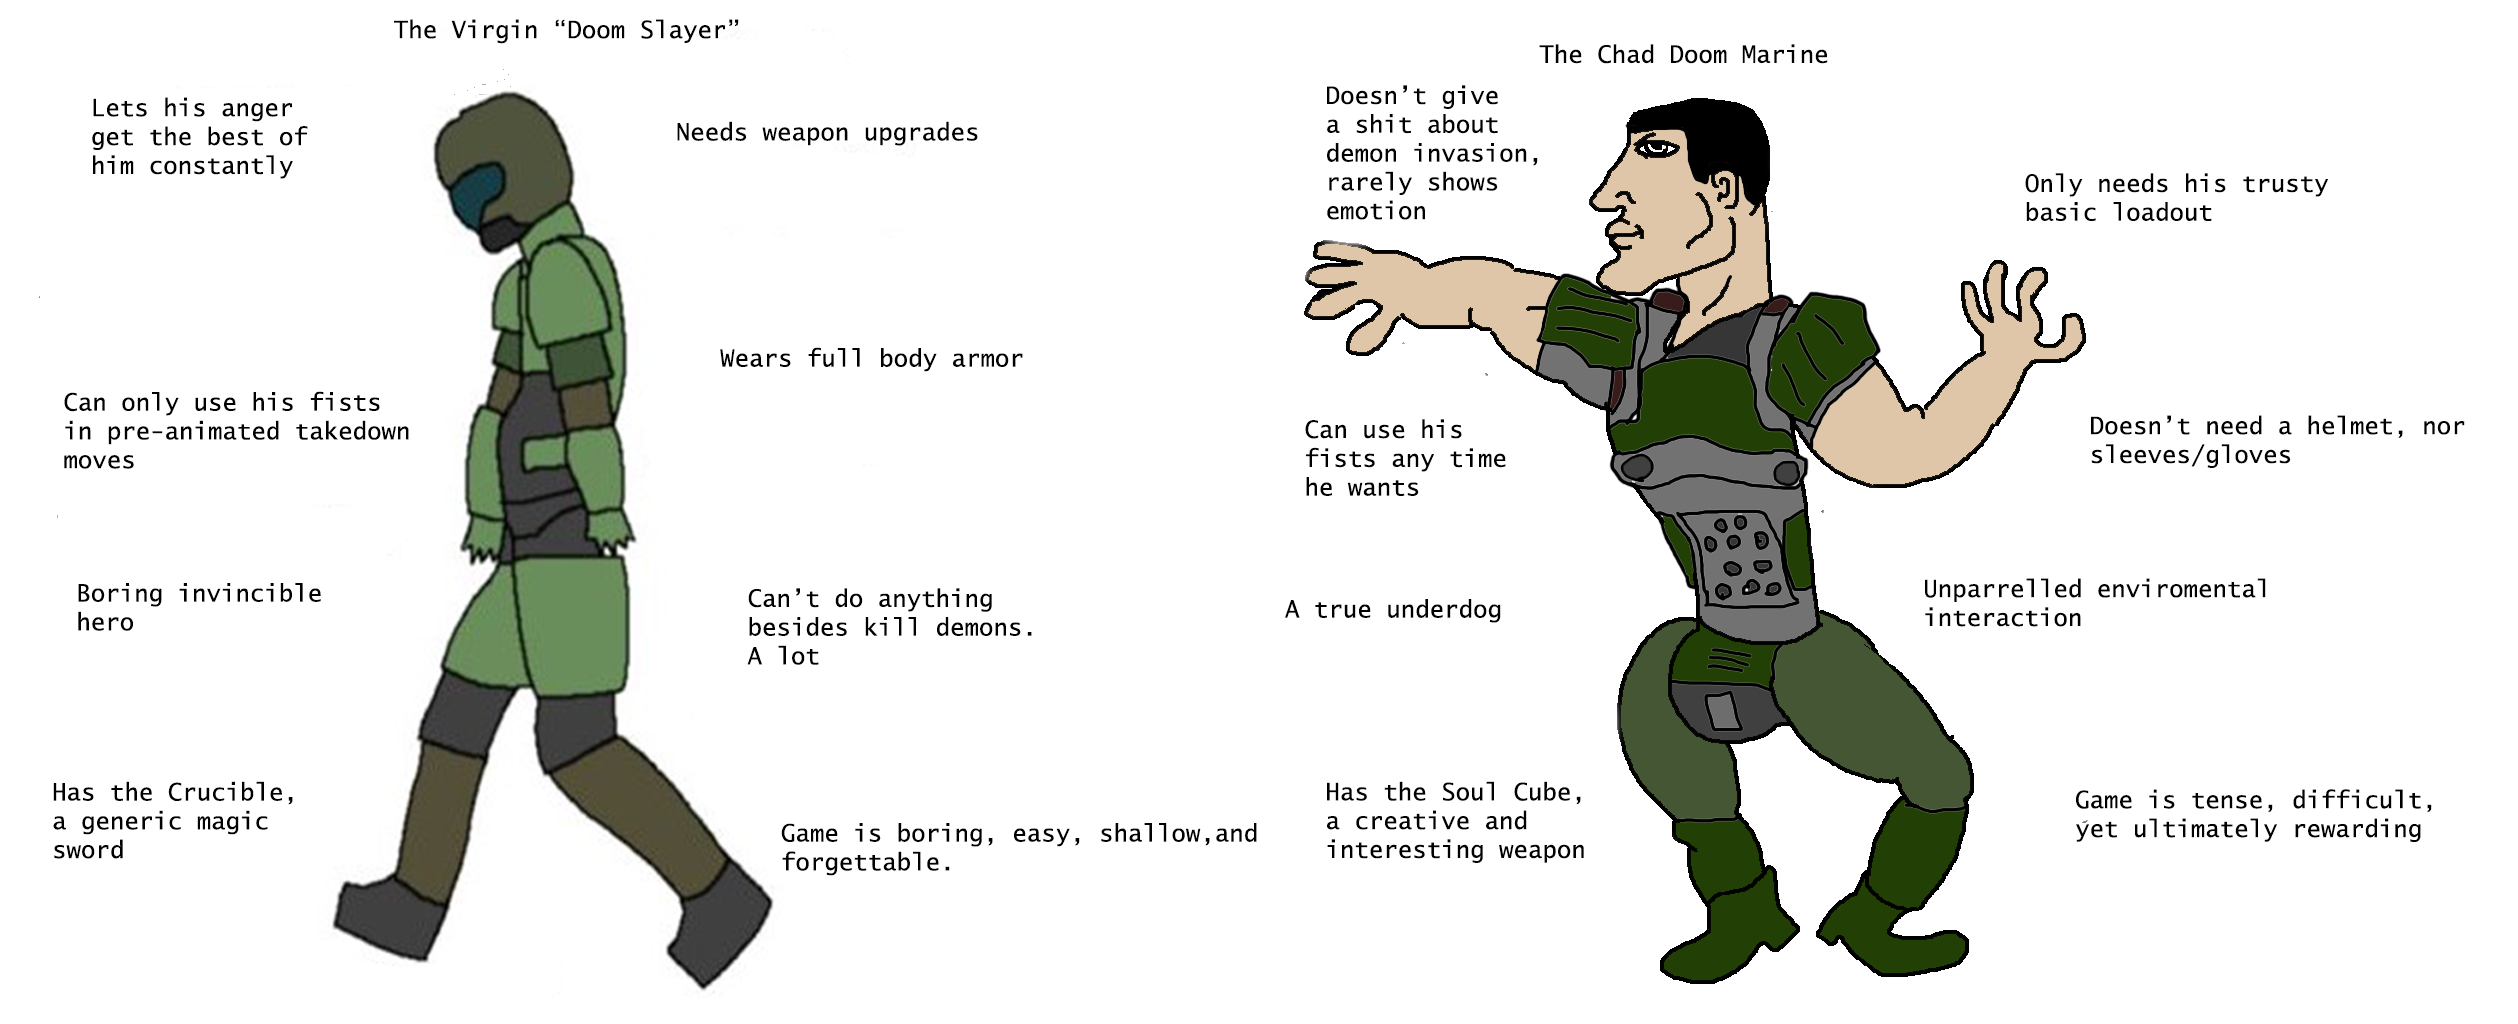 The Virgin “Doom Slayer”
Lets his anger
get the best of
him constantly
Needs weapon upgrades
Wears full body armor
Can only use his fists
in pre-animated takedown
moves
Boring invincible
hero
Can’t do anything
besides kill demons.
A lot
Has the Crucible,
a generic magic
sword
Game is boring, easy, shallow,and
forgettable.
The Chad Doom Marine
Doesn’t give
a shit about
demon invasion,
rarely shows
emotion
Only needs his trusty
basic loadout
Can use his
fists any time
he wants
Doesn’t need a helmet, nor
sleeves/gloves
A true underdog
Unparrelled enviromental
interaction
Has the Soul Cube,
a creative and
interesting weapon
Game is tense, difficult,
yet ultimately rewarding